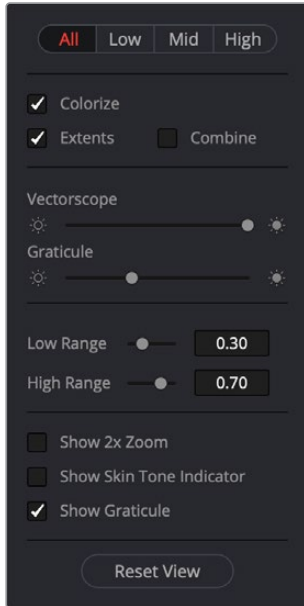 All Low Mid High
Colorize
Extents Combine
Vectorscope
Graticule
Low Range 0.30
High Range 0.70
Show 2x Zoom
Show Skin Tone Indicator
Show Graticule
Reset View